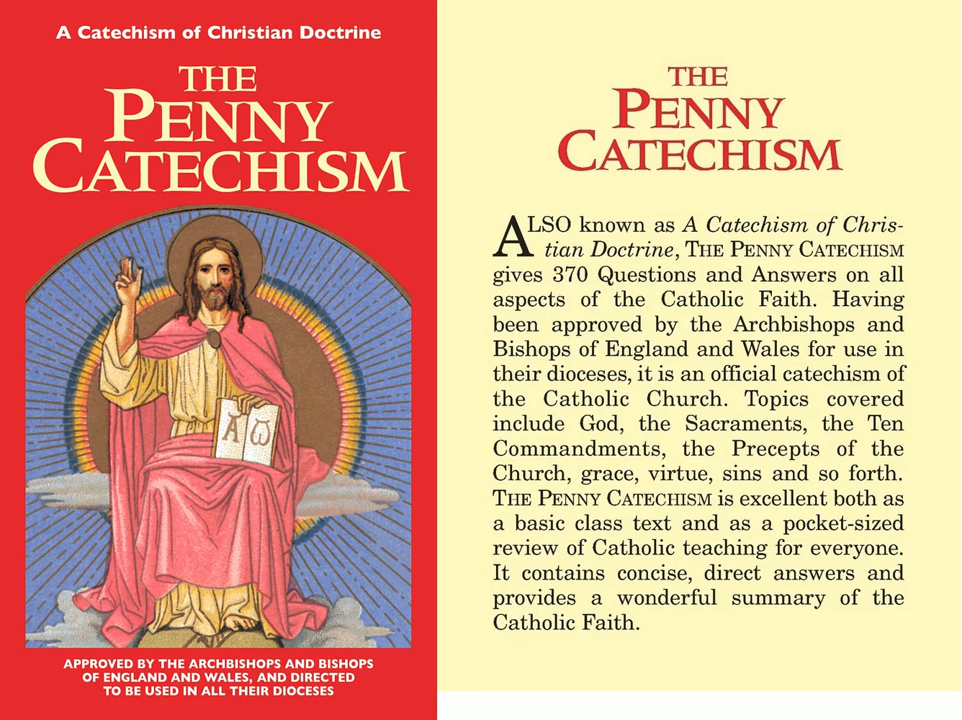 A Catechism of Christian Doctrine
THE
PENNY
CATECHISM
A ω
APPROVED BY THE ARCHBISHOPS AND BISHOPS
OF ENGLAND AND WALES, AND DIRECTED
TO BE USED IN ALL THEIR DIOCESES
THE
PENNY
CATECHISM
ALSO known as A Catechism of Chris-
tian Doctrine, THE PENNY CATECHISM
gives 370 Questions and Answers on all
aspects of the Catholic Faith. Having
been approved by the Archbishops and
Bishops of England and Wales for use in
their dioceses, it is an official catechism of
the Catholic Church. Topics covered
include God, the Sacraments, the Ten
Commandments, the Precepts of the
Church, grace, virtue, sins and so forth.
THE PENNY CATECHISM is excellent both as
a basic class text and as a pocket-sized
review of Catholic teaching for everyone.
It contains concise, direct answers and
provides a wonderful summary of the
Catholic Faith.